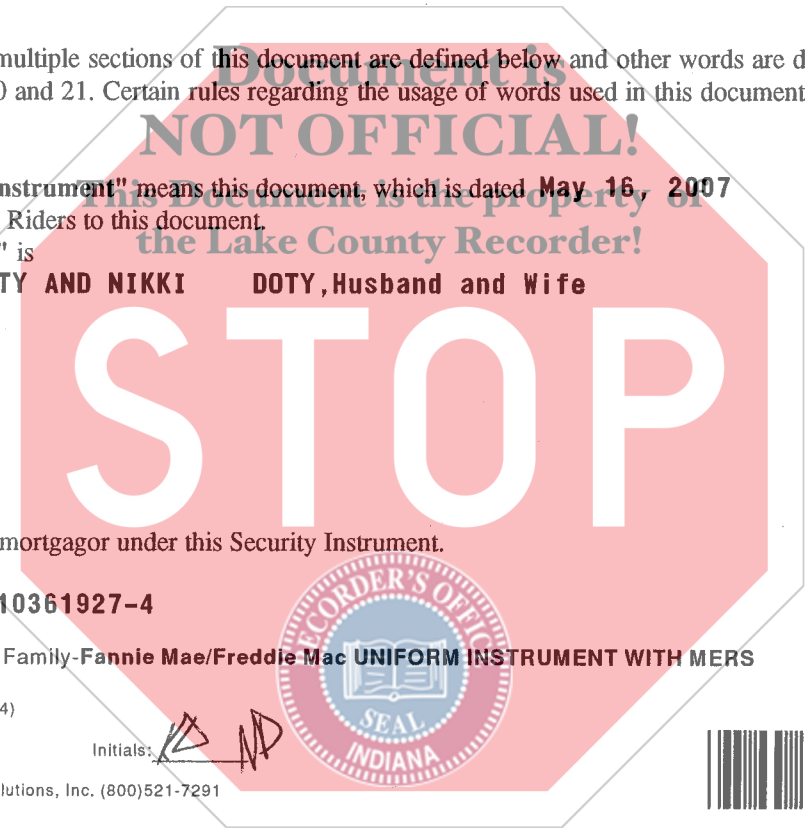 multiple sections of this document are defined below and other words are d
0 and 21. Certain rules regarding the usage of words used in this document
Document is
NOT OFFICIAL!
This Document is the property of
the Lake County Recorder!
nstrument" means this document, which is dated May 16, 2007
Riders to this document.
" is
TY AND NIKKI DOTY,Husband and Wife
STOP
mortgagor under this Security Instrument.
10361927-4
Family-Fannie Mae/Freddie Mac UNIFORM INSTRUMENT WITH MERS
4)
Initials: KD ND
lutions, Inc. (800)521-7291
RECORDER'S OFFICE
SEAL
INDIANA